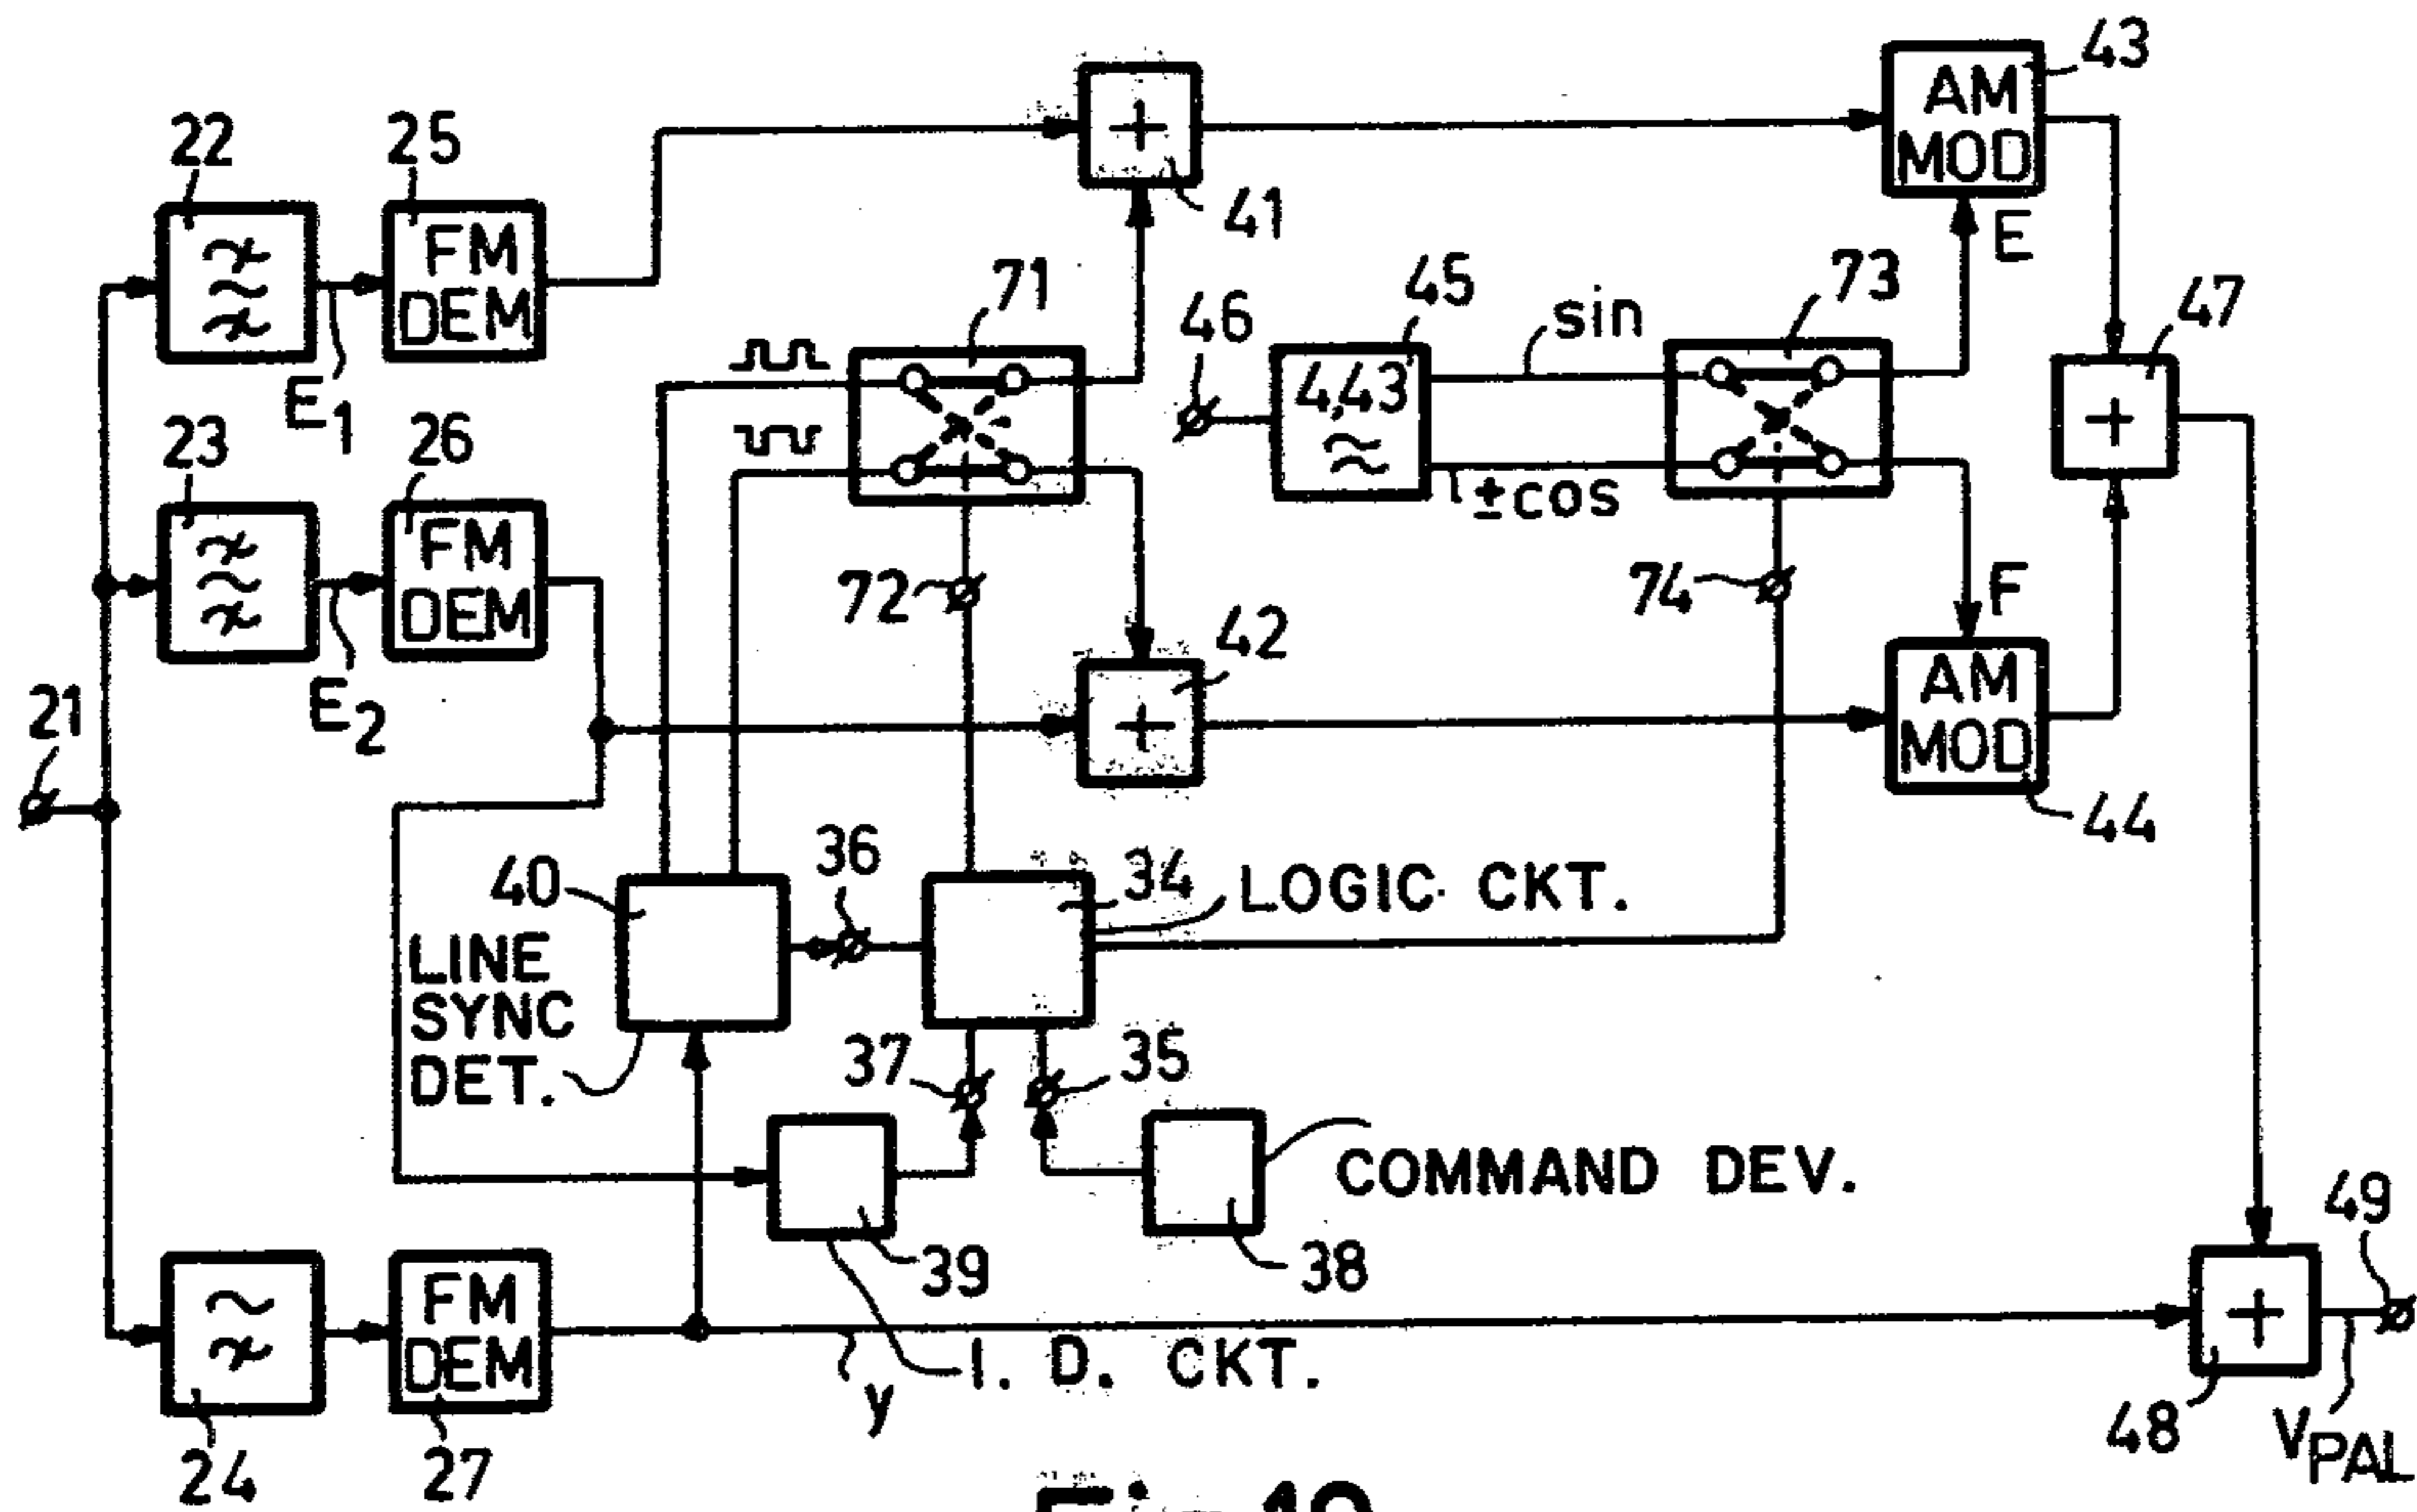 43
AM
MOD
22
25
+
41
FM
DEM
E
71
46
45
sin
73
47
4,43
E1
23
26
±cos
+
FM
DEM
72
74
F
42
21
E2
+
AM
MOD
44
36
40
34
LOGIC CKT.
LINE
SYNC
DET.
37
35
COMMAND DEV.
49
39
38
FM
DEM
+
I. D. CKT.
y
24
27
48
VPAL